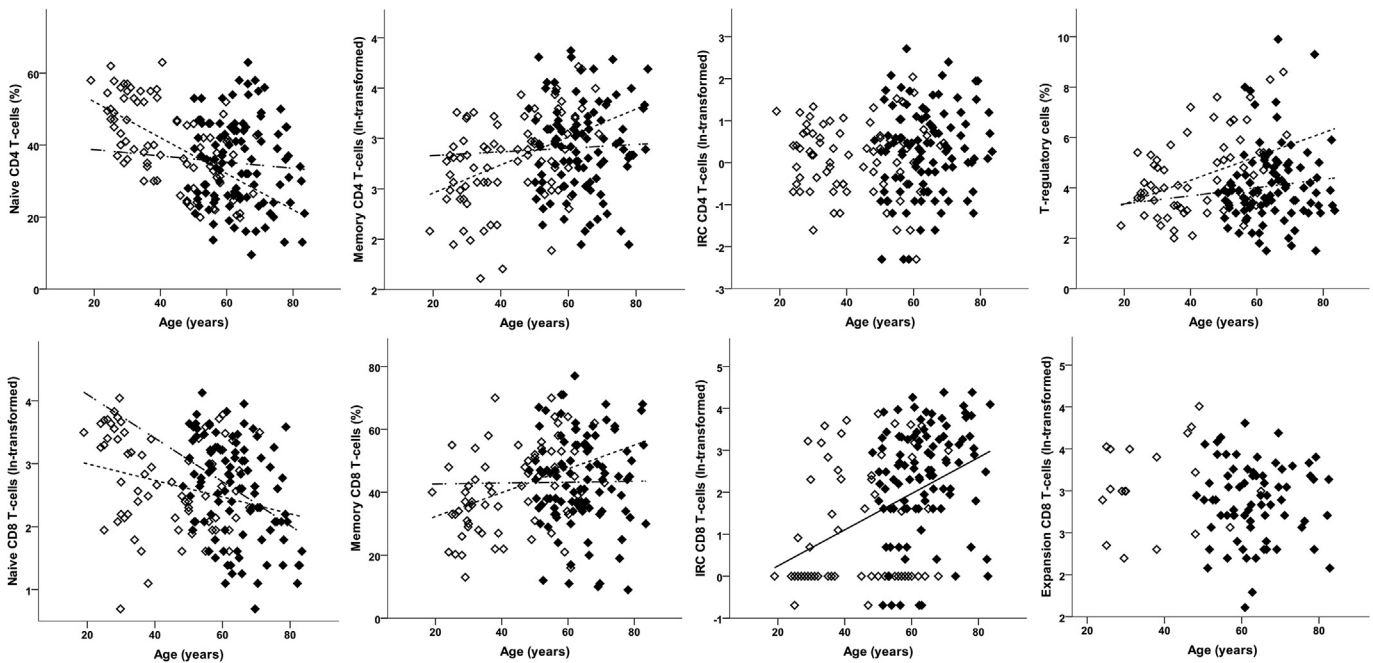 Naive CD4 T-cells (%)
60
40
20
0
20 40 60 80
Age (years)
Memory CD4 T-cells (ln-transformed)
4
4
3
3
2
2
20 40 60 80
Age (years)
IRC CD4 T-cells (ln-transformed)
3
2
1
0
-1
-2
-3
20 40 60 80
Age (years)
T-regulatory cells (%)
10
8
6
4
2
0
20 40 60 80
Age (years)
Naive CD8 T-cells (ln-transformed)
4
3
2
1
20 40 60 80
Age (years)
Memory CD8 T-cells (%)
80
60
40
20
0
20 40 60 80
Age (years)
IRC CD8 T-cells (ln-transformed)
5
4
3
2
1
0
-1
20 40 60 80
Age (years)
Expansion CD8 T-cells (ln-transformed)
5
4
4
3
3
2
2
20 40 60 80
Age (years)